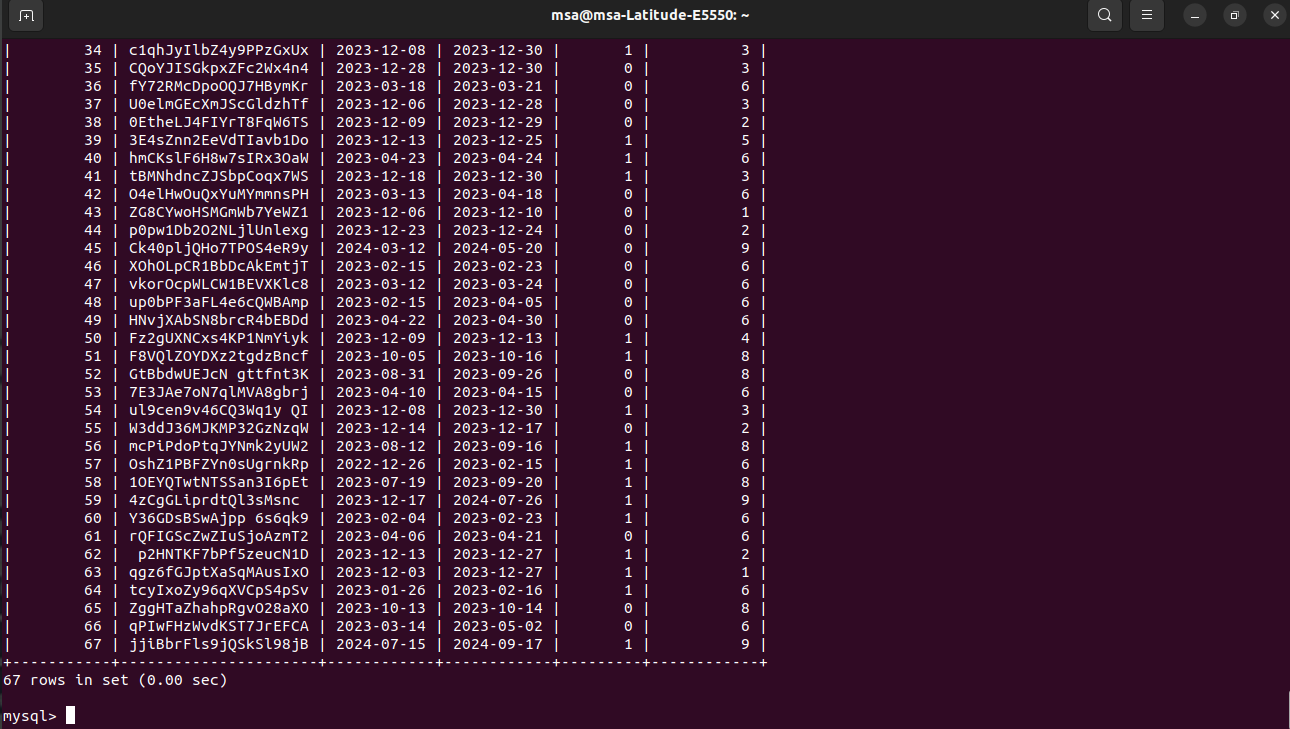 msa@msa-Latitude-E5550: ~
|         34 | c1qhJyIlbZ4y9PPzGxUx | 2023-12-08 | 2023-12-30 |       1 |          3 |
|         35 | CQoYJISGkpxZFc2Wx4n4 | 2023-12-28 | 2023-12-30 |       0 |          3 |
|         36 | fY72RMcDpoOQJ7HBymKr | 2023-03-18 | 2023-03-21 |       0 |          6 |
|         37 | U0elmGEcXmJScGldzhTf | 2023-12-06 | 2023-12-28 |       0 |          3 |
|         38 | 0EtheLJ4FIYrT8FqW6TS | 2023-12-09 | 2023-12-29 |       0 |          2 |
|         39 | 3E4sZnn2EeVdTIavb1Do | 2023-12-13 | 2023-12-25 |       1 |          5 |
|         40 | hmCKslF6H8w7sIRx3OaW | 2023-04-23 | 2023-04-24 |       1 |          6 |
|         41 | tBMNhdncZJSbpCoqx7WS | 2023-12-18 | 2023-12-30 |       1 |          3 |
|         42 | O4elHwOuQxYuMYmmnsPH | 2023-03-13 | 2023-04-18 |       0 |          6 |
|         43 | ZG8CYwoHSMGmWb7YeWZ1 | 2023-12-06 | 2023-12-10 |       0 |          1 |
|         44 | p0pw1Db2O2NLjlUnlexg | 2023-12-23 | 2023-12-24 |       0 |          2 |
|         45 | Ck40pljQHo7TPOS4eR9y | 2024-03-12 | 2024-05-20 |       0 |          9 |
|         46 | XOhOLpCR1BbDcAkEmtjT | 2023-02-15 | 2023-02-23 |       0 |          6 |
|         47 | vkorOcpWLCW1BEVXKlc8 | 2023-03-12 | 2023-03-24 |       0 |          6 |
|         48 | up0bPF3aFL4e6cQWBAmp | 2023-02-15 | 2023-04-05 |       0 |          6 |
|         49 | HNvjXAbSN8brcR4bEBDd | 2023-04-22 | 2023-04-30 |       0 |          6 |
|         50 | Fz2gUXNCxs4KP1NmYiyk | 2023-12-09 | 2023-12-13 |       1 |          4 |
|         51 | F8VQlZOYDXz2tgdzBncf | 2023-10-05 | 2023-10-16 |       1 |          8 |
|         52 | GtBbdwUEJcN gttfnt3K | 2023-08-31 | 2023-09-26 |       0 |          8 |
|         53 | 7E3JAe7oN7qlMVA8gbrj | 2023-04-10 | 2023-04-15 |       0 |          6 |
|         54 | ul9cen9v46CQ3Wq1y QI | 2023-12-08 | 2023-12-30 |       1 |          3 |
|         55 | W3ddJ36MJKMP32GzNzqW | 2023-12-14 | 2023-12-17 |       0 |          2 |
|         56 | mcPiPdoPtqJYNmk2yUW2 | 2023-08-12 | 2023-09-16 |       1 |          8 |
|         57 | OshZ1PBFZYn0sUgrnkRp | 2022-12-26 | 2023-02-15 |       1 |          6 |
|         58 | 1OEYQTwtNTSSan3I6pEt | 2023-07-19 | 2023-09-20 |       1 |          8 |
|         59 | 4zCgGLiprdtQl3sMsnc  | 2023-12-17 | 2024-07-26 |       1 |          9 |
|         60 | Y36GDsBSwAjpp 6s6qk9 | 2023-02-04 | 2023-02-23 |       1 |          6 |
|         61 | rQFIGScZwZIuSjoAzmT2 | 2023-04-06 | 2023-04-21 |       0 |          6 |
|         62 |  p2HNTKF7bPf5zeucN1D | 2023-12-13 | 2023-12-27 |       1 |          2 |
|         63 | qgz6fGJptXaSqMAusIxO | 2023-12-03 | 2023-12-27 |       1 |          1 |
|         64 | tcyIxoZy96qXVCpS4pSv | 2023-01-26 | 2023-02-16 |       1 |          6 |
|         65 | ZggHTaZhahpRgvO28aXO | 2023-10-13 | 2023-10-14 |       0 |          8 |
|         66 | qPIwFHzWvdKST7JrEFCA | 2023-03-14 | 2023-05-02 |       0 |          6 |
|         67 | jjiBbrFls9jQSkSl98jB | 2024-07-15 | 2024-09-17 |       1 |          9 |
+-----------+----------------------+------------+------------+---------+------------+
67 rows in set (0.00 sec)
mysql>